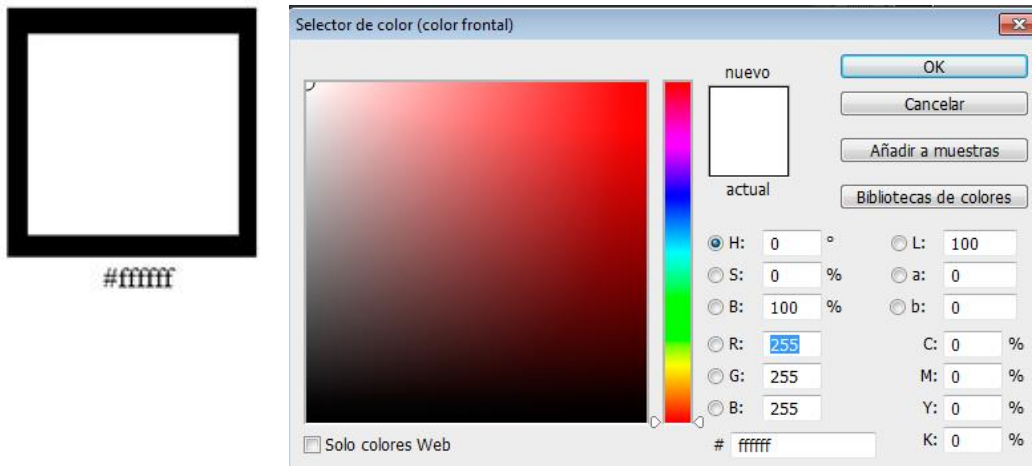 #ffffff
Selector de color (color frontal)
nuevo
actual
OK
Cancelar
Añadir a muestras
Bibliotecas de colores
H: 0 °
L: 100
S: 0 %
a: 0
B: 100 %
b: 0
R: 255
C: 0 %
G: 255
M: 0 %
B: 255
Y: 0 %
Solo colores Web
# ffffff
K: 0 %